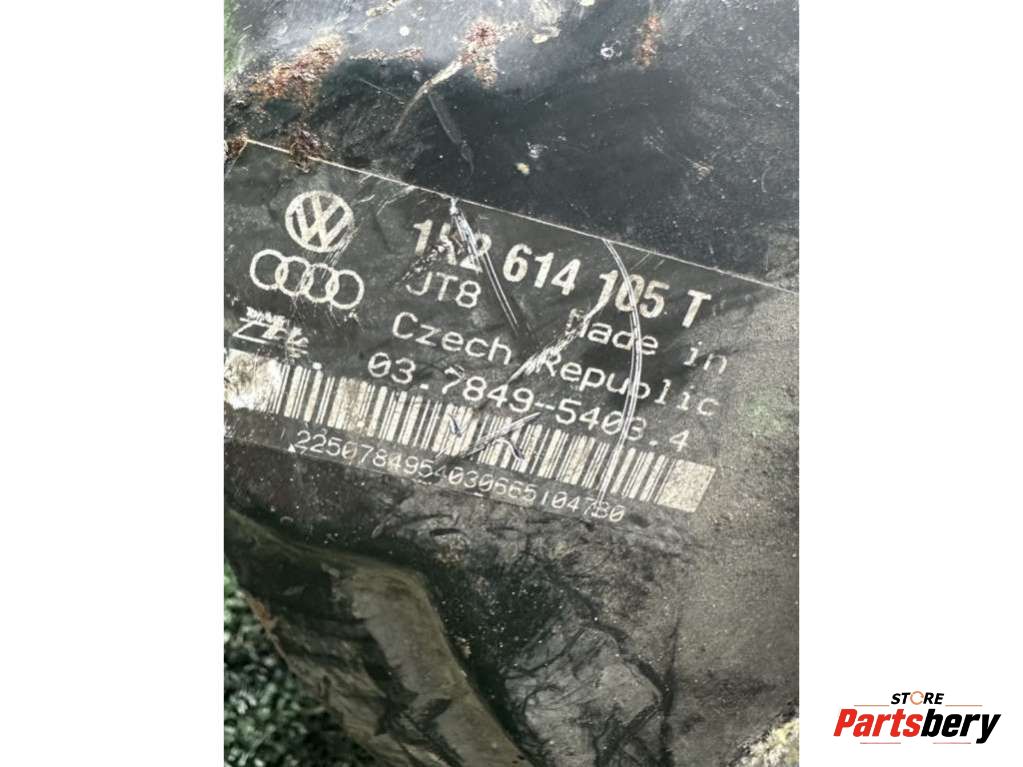 1K2 614 105 T
JT8 Made in
Czech Republic
03.7849-5403.4
2250784954030665104780
STORE
Partsbery